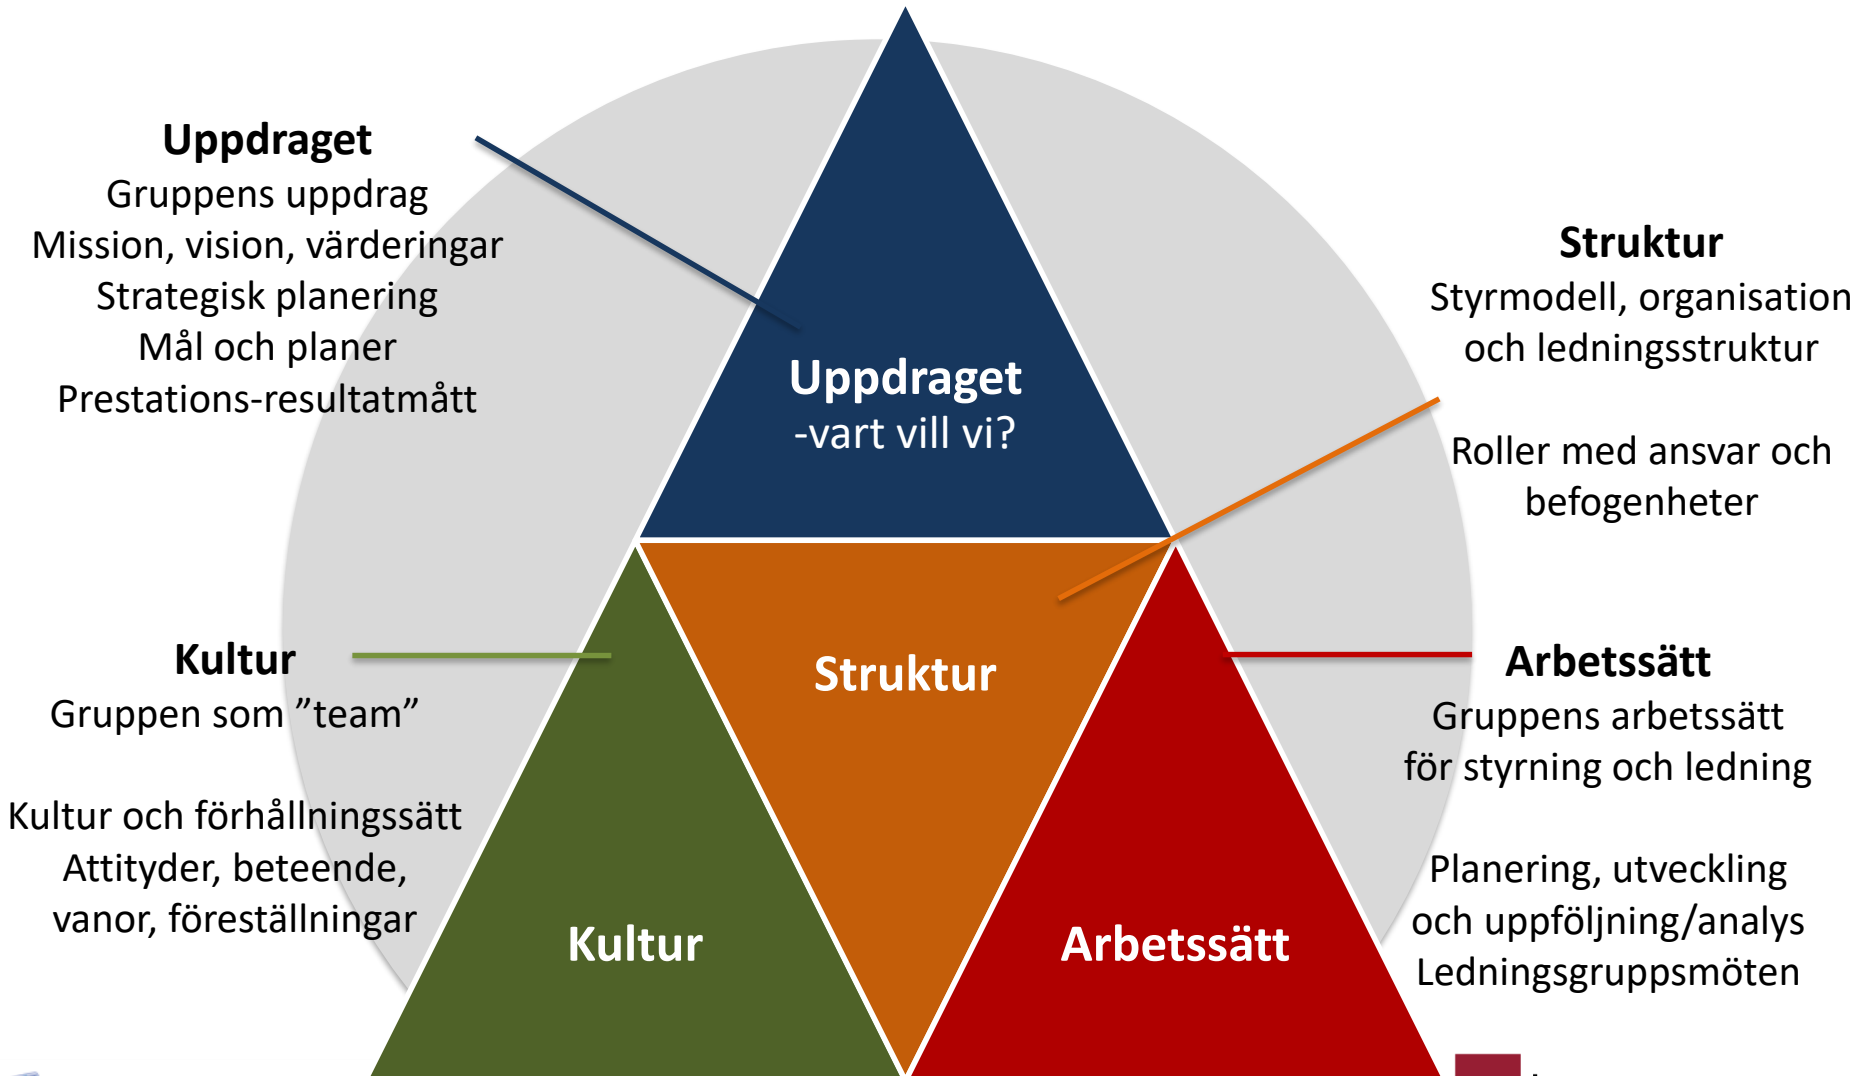 Uppdraget
Gruppens uppdrag
Mission, vision, värderingar
Strategisk planering
Mål och planer
Prestations-resultatmått
Uppdraget
-vart vill vi?
Struktur
Styrmodell, organisation
och ledningsstruktur
Roller med ansvar och
befogenheter
Kultur
Gruppen som ”team”
Kultur och förhållningssätt
Attityder, beteende,
vanor, föreställningar
Struktur
Kultur
Arbetssätt
Arbetssätt
Gruppens arbetssätt
för styrning och ledning
Planering, utveckling
och uppföljning/analys
Ledningsgruppsmöten